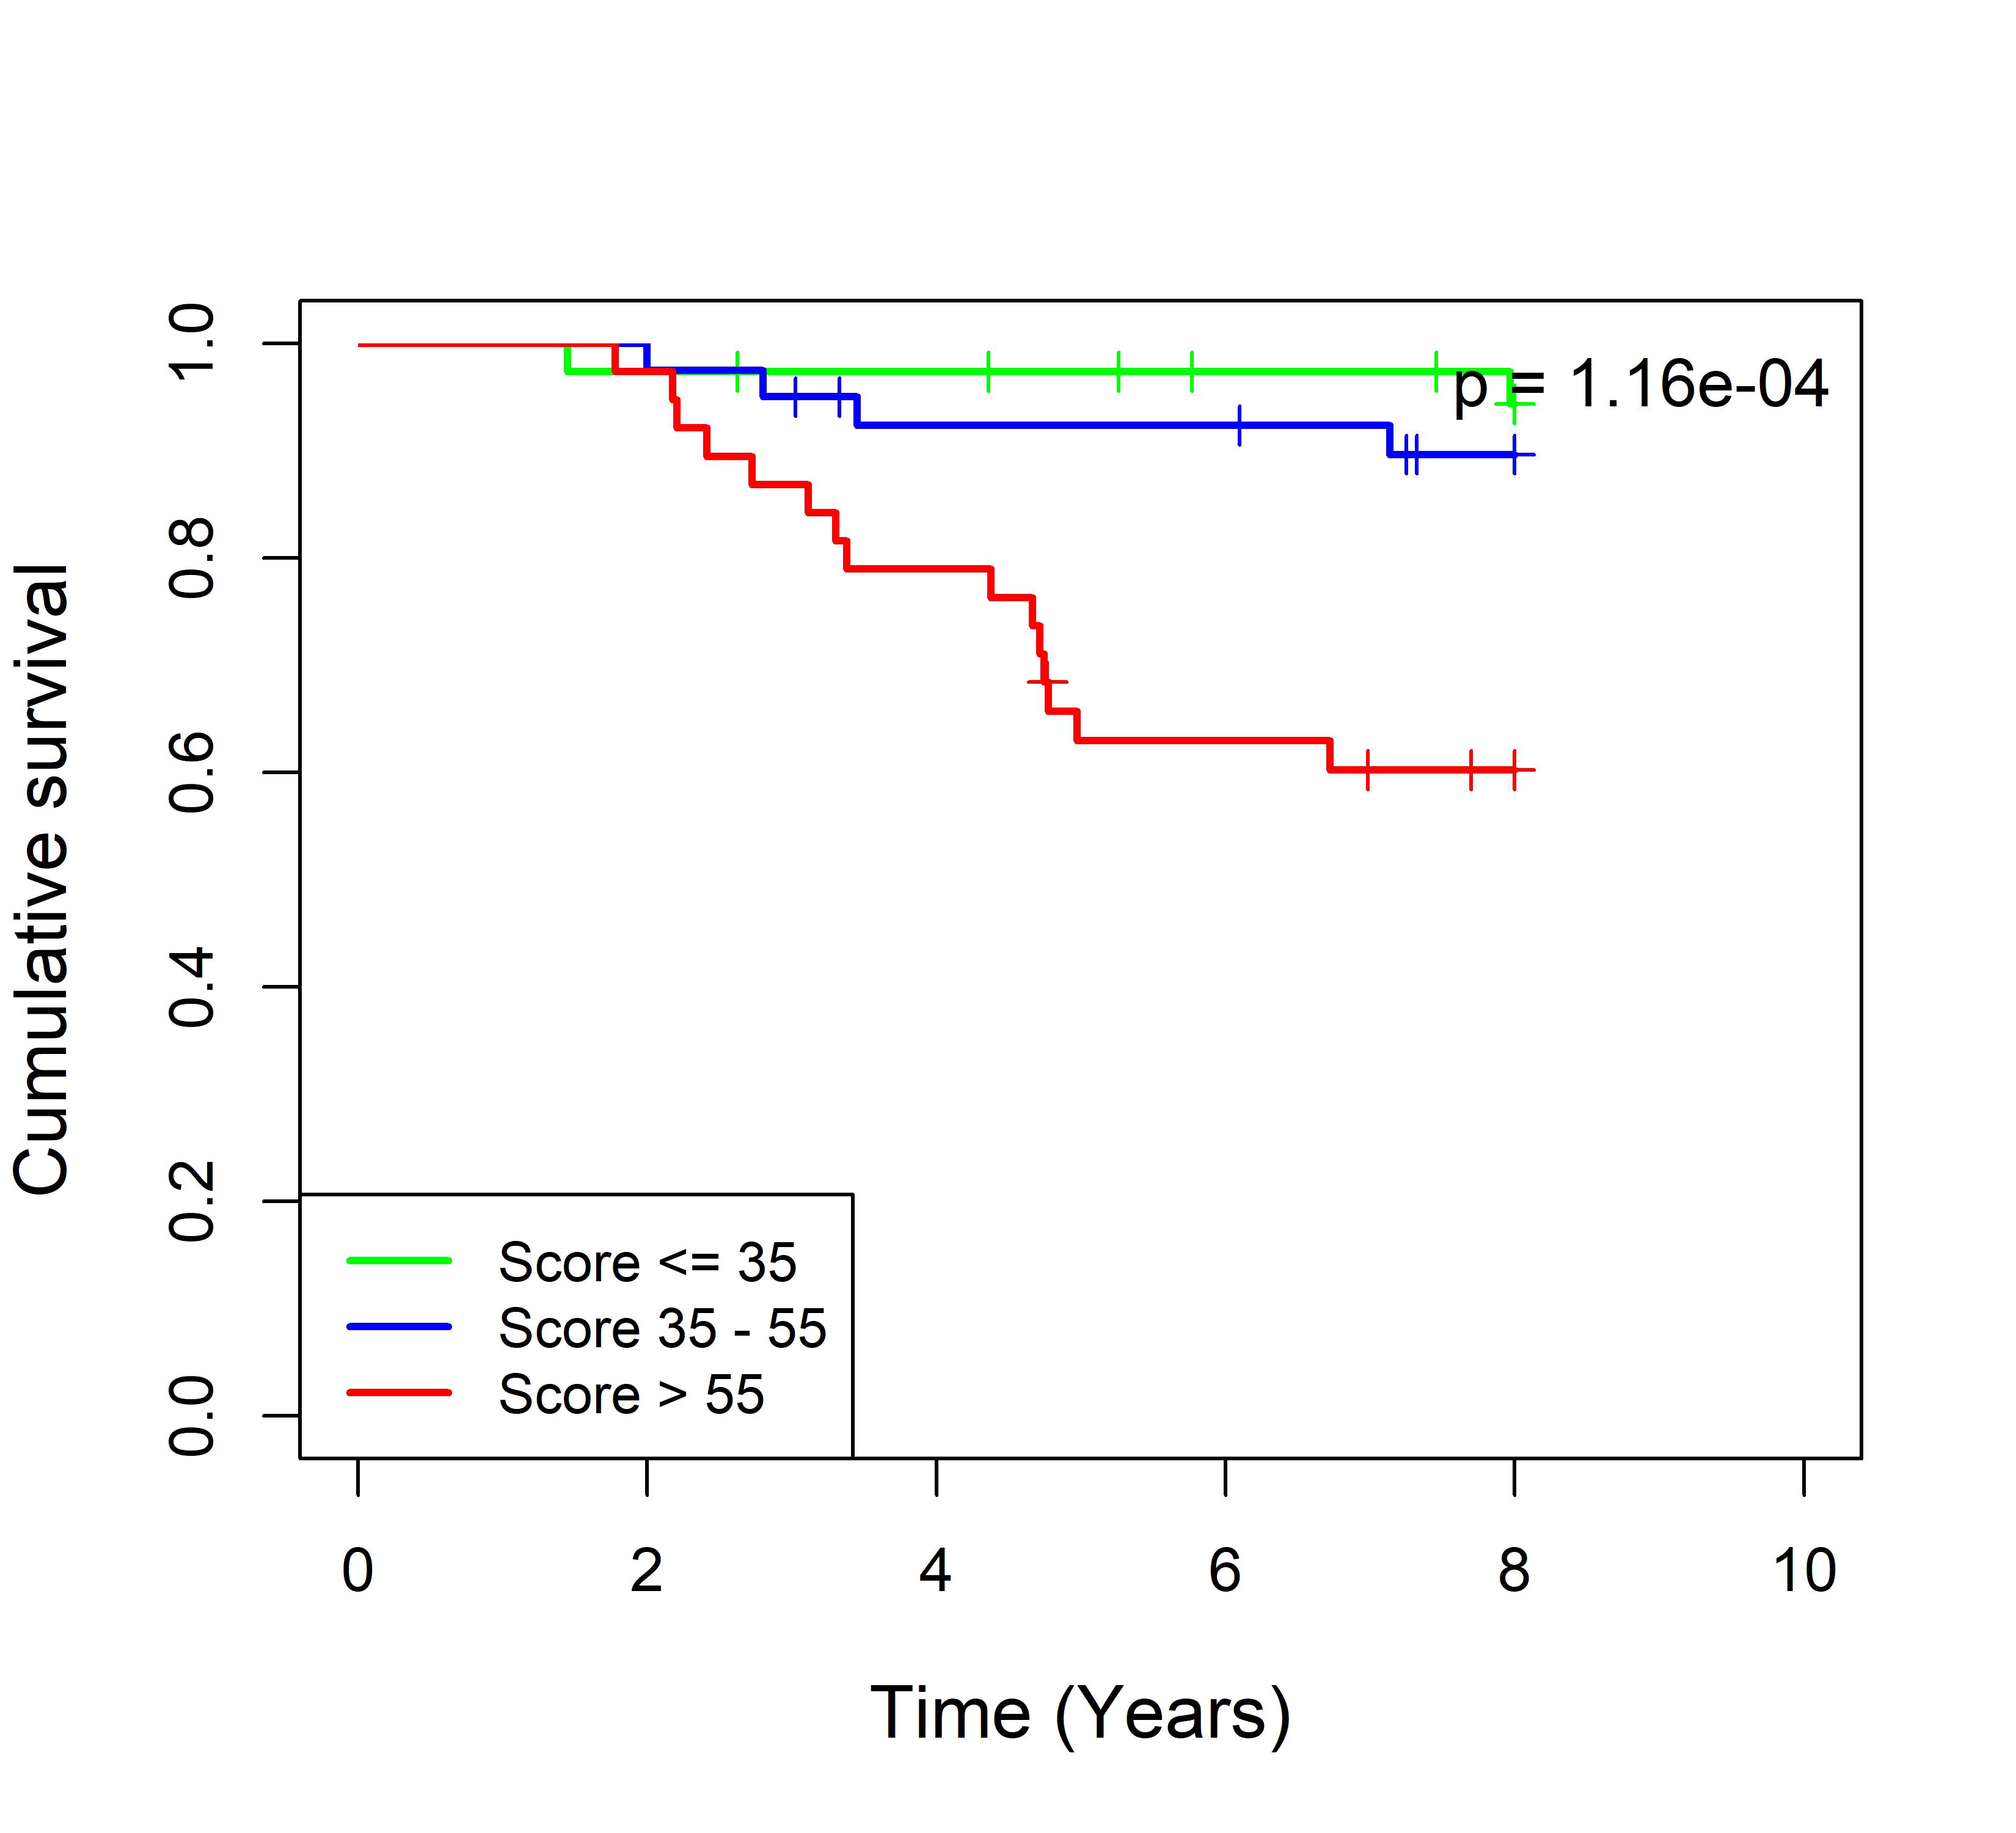 p = 1.16e-04
Cumulative survival
1.0
0.8
0.6
0.4
0.2
0.0
Score <= 35
Score 35 - 55
Score > 55
0 2 4 6 8 10
Time (Years)